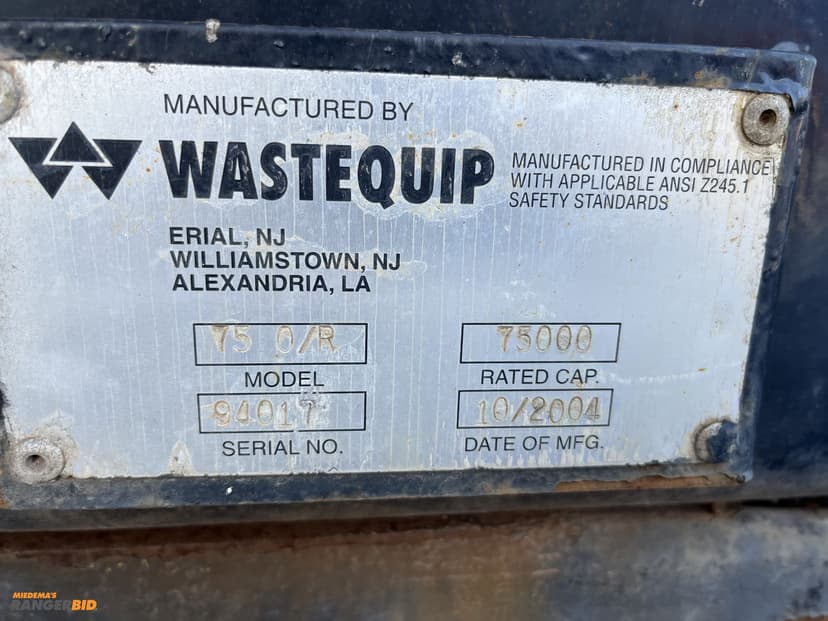 MANUFACTURED BY
WASTEQUIP
MANUFACTURED IN COMPLIANCE
WITH APPLICABLE ANSI Z245.1
SAFETY STANDARDS
ERIAL, NJ
WILLIAMSTOWN, NJ
ALEXANDRIA, LA
75 O/R
75000
MODEL
RATED CAP.
94017
10/2004
SERIAL NO.
DATE OF MFG.
MIEDEMA'S
RANGERBID